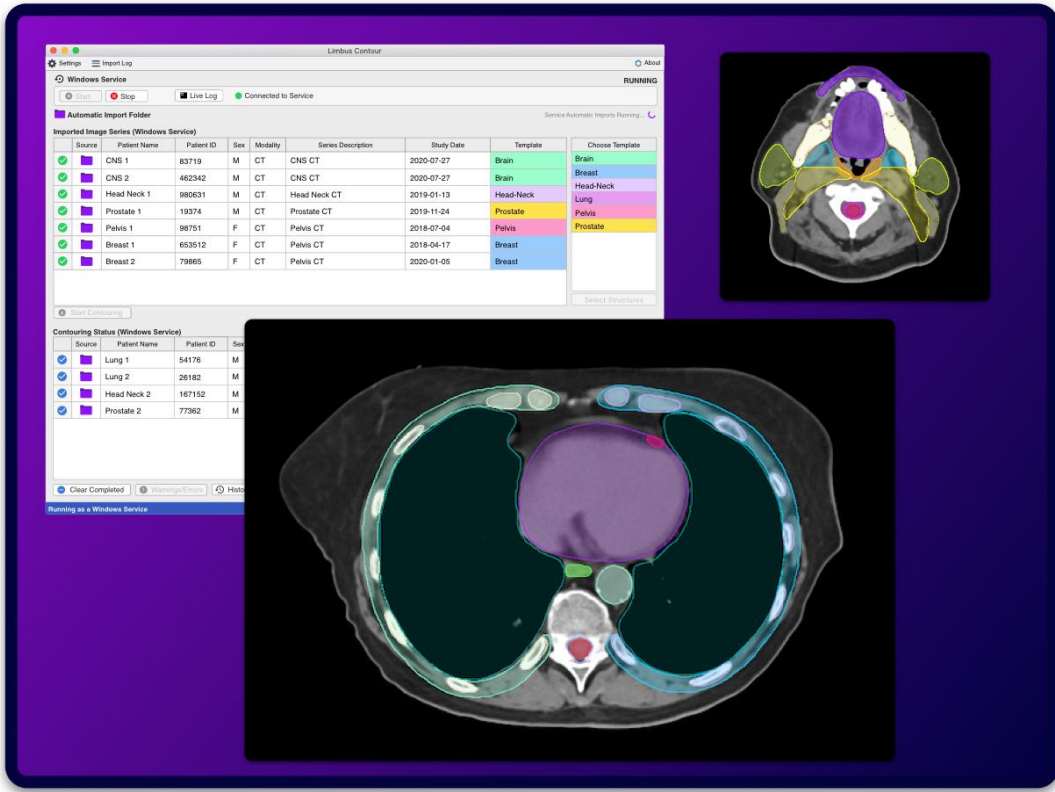 Limbus Contour
Settings Import Log About
Windows Service RUNNING
Start Stop Live Log Connected to Service
Automatic Import Folder Service Automatic Imports Running...
Imported Image Series (Windows Service)
Source Patient Name Patient ID Sex Modality Series Description Study Date Template Choose Template
CNS 1 83719 M CT CNS CT 2020-07-27 Brain Brain
CNS 2 462342 M CT CNS CT 2020-07-27 Brain Breast
Head Neck 1 980631 M CT Head Neck CT 2019-01-13 Head-Neck Head-Neck
Lung
Prostate 1 19374 M CT Prostate CT 2019-11-24 Prostate Pelvis
Pelvis 1 98751 F CT Pelvis CT 2018-07-04 Pelvis Prostate
Breast 1 653512 F CT Pelvis CT 2018-04-17 Breast
Breast 2 79865 F CT Pelvis CT 2020-01-05 Breast
Select Structures
Start Contouring
Contouring Status (Windows Service)
Source Patient Name Patient ID Sex
Lung 1 54176 M
Lung 2 26182 M
Head Neck 2 167152 M
Prostate 2 77362 M
Clear Completed Warnings/Errors Histo
Running as a Windows Service